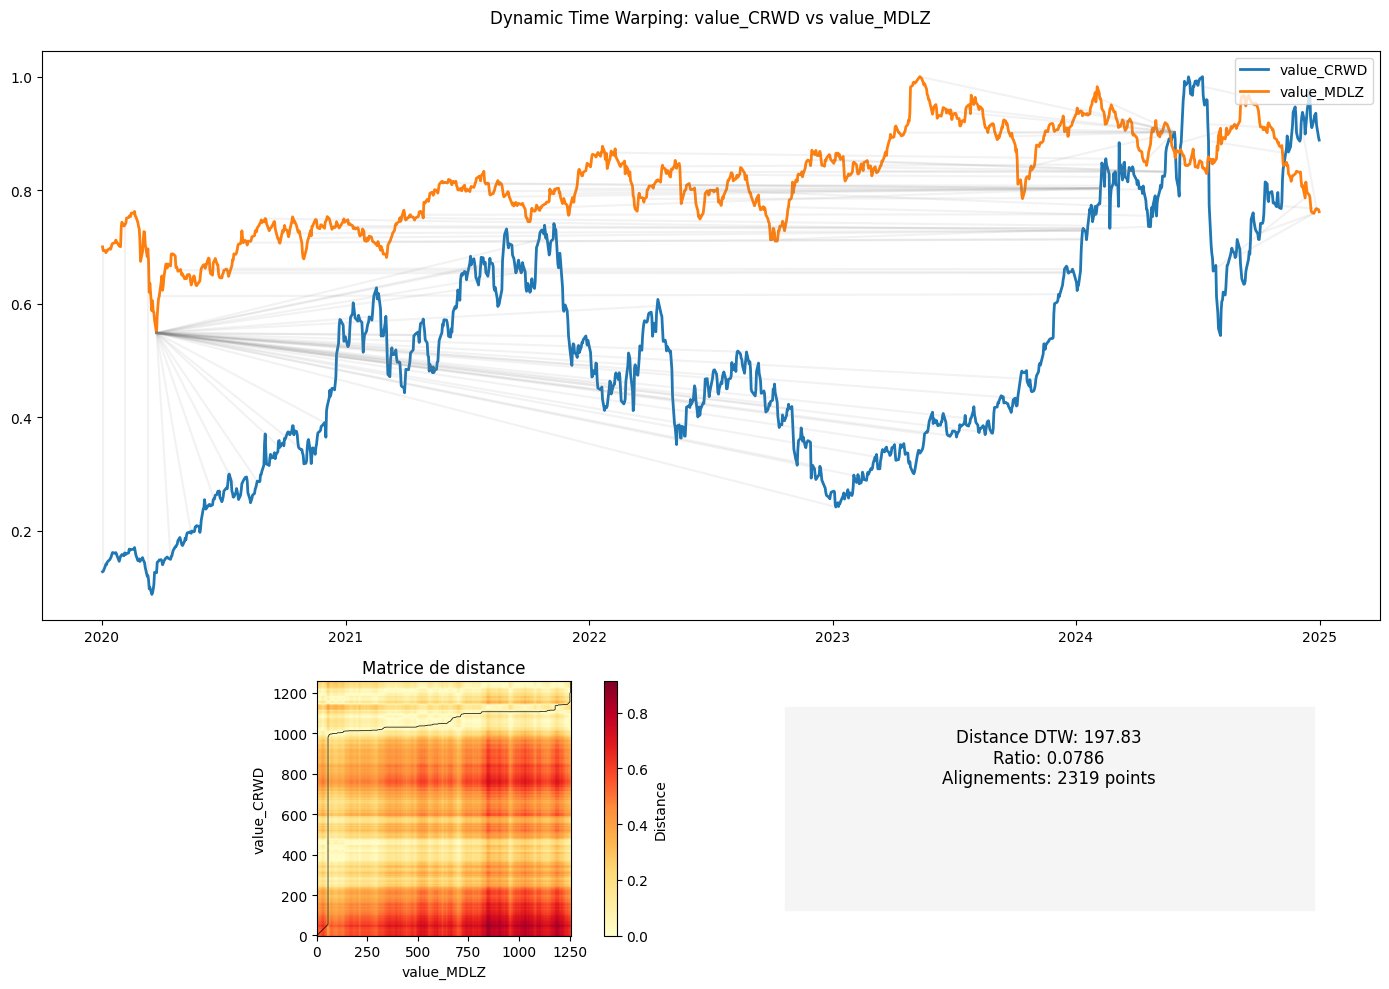 Dynamic Time Warping: value_CRWD vs value_MDLZ
value_CRWD
value_MDLZ
1.0
0.8
0.6
0.4
0.2
2020 2021 2022 2023 2024 2025
Matrice de distance
1200
1000
800
600
400
200
0
value_CRWD
0 250 500 750 1000 1250
value_MDLZ
0.8
0.6
0.4
0.2
0.0
Distance
Distance DTW: 197.83
Ratio: 0.0786
Alignements: 2319 points